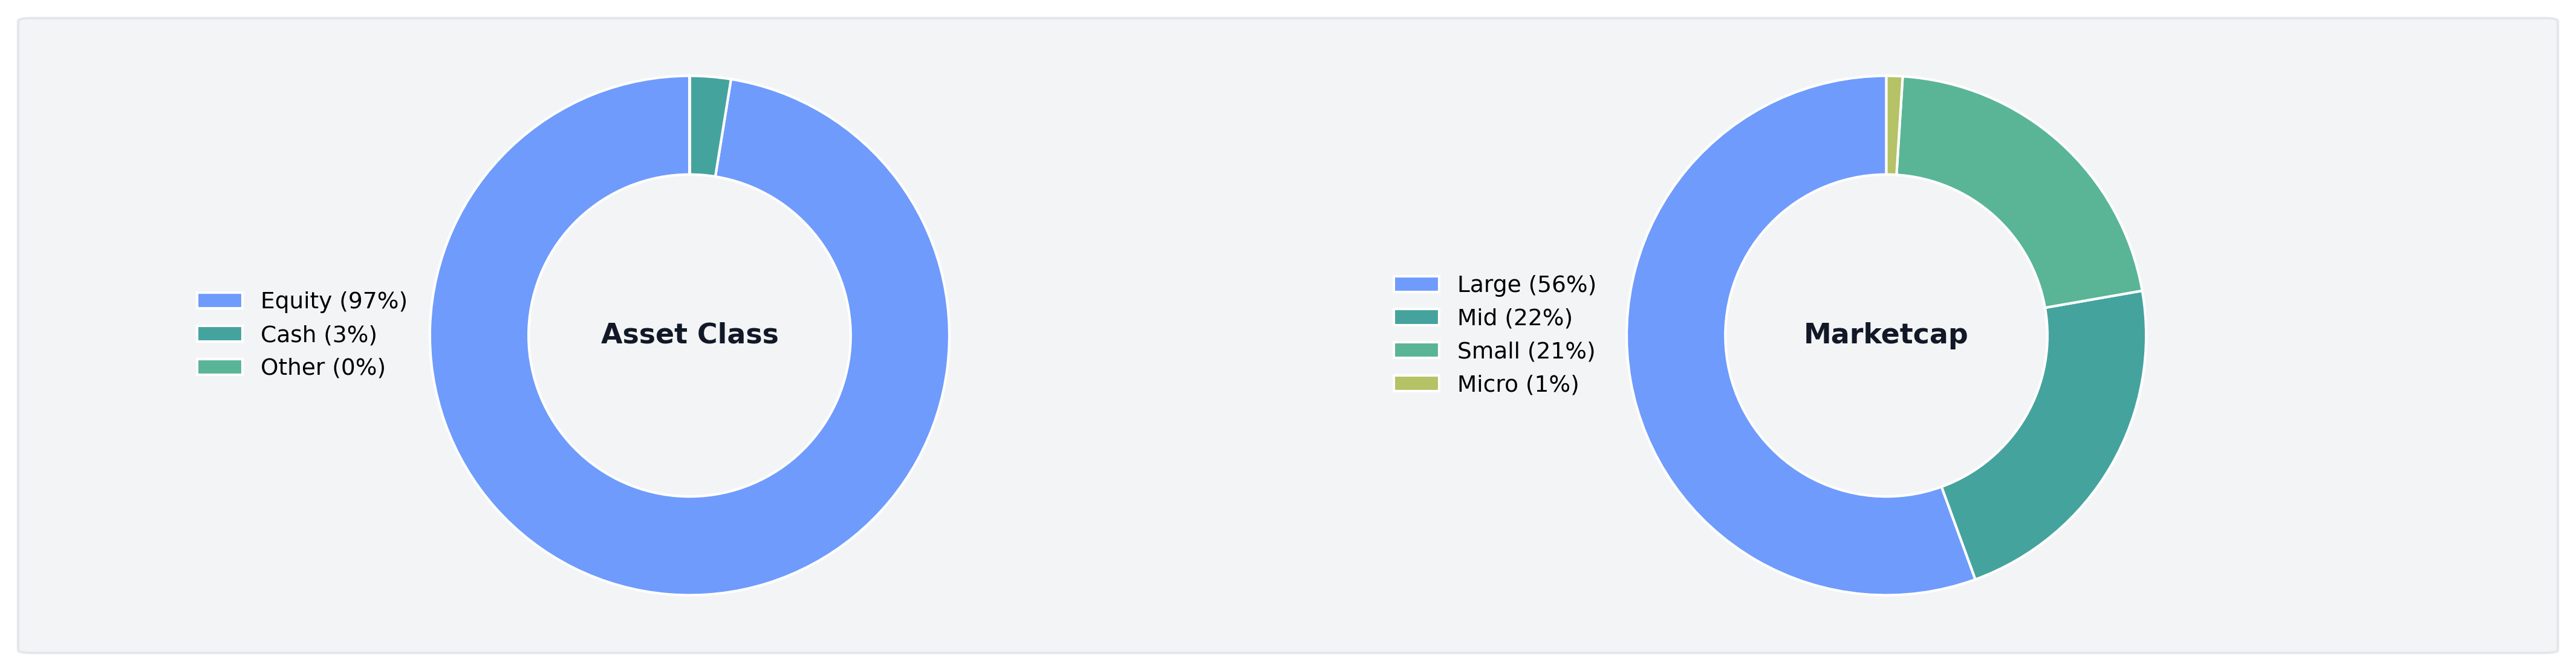 Equity (97%)
Cash (3%)
Other (0%)
Asset Class
Large (56%)
Mid (22%)
Small (21%)
Micro (1%)
Marketcap